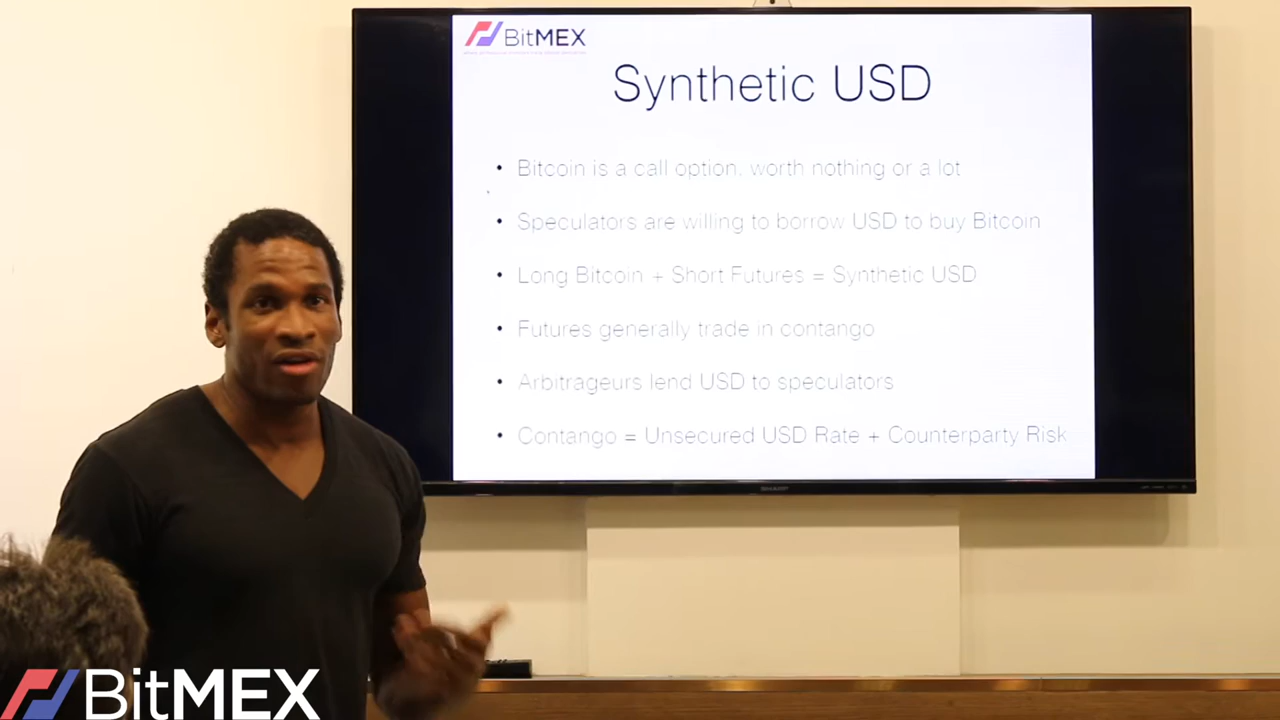 BitMEX
Synthetic USD
• Bitcoin is a call option, worth nothing or a lot
• Speculators are willing to borrow USD to buy Bitcoin
• Long Bitcoin + Short Futures = Synthetic USD
• Futures generally trade in contango
• Arbitrageurs lend USD to speculators
• Contango = Unsecured USD Rate + Counterparty Risk
SHARP
BitMEX